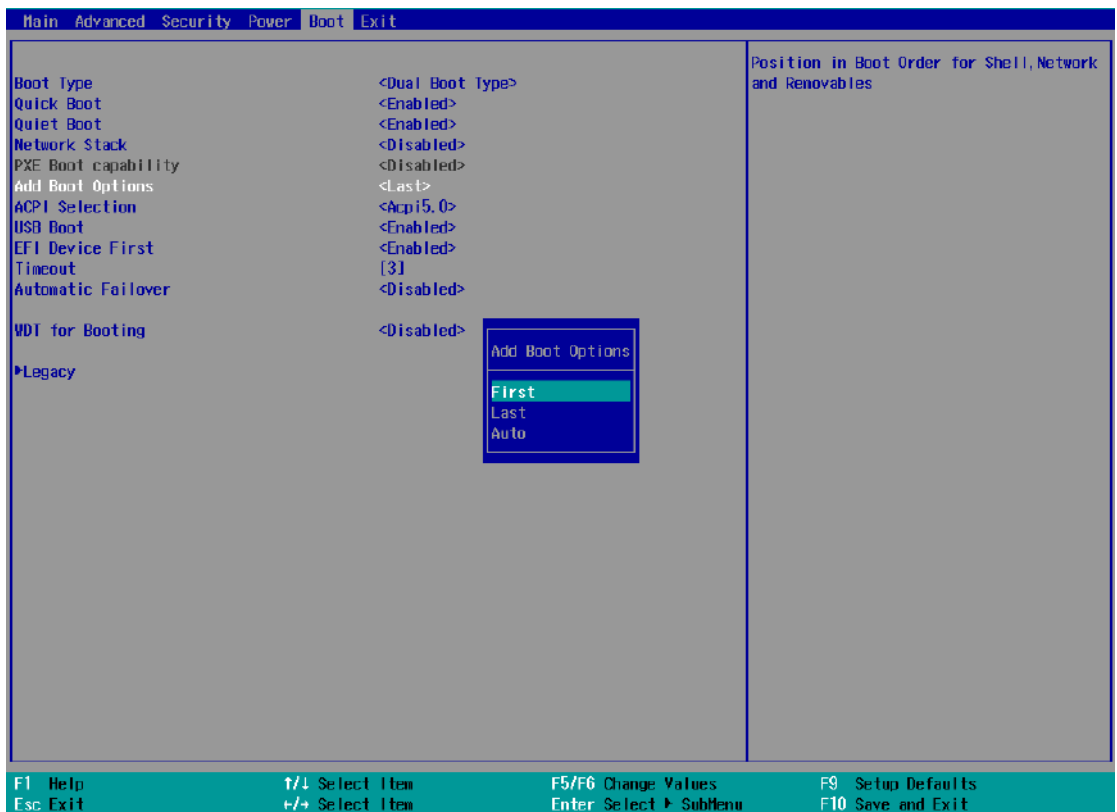 Main Advanced Security Power Boot Exit
Boot Type <Dual Boot Type>
Quick Boot <Enabled>
Quiet Boot <Enabled>
Network Stack <Disabled>
PXE Boot capability <Disabled>
Add Boot Options <Last>
ACPI Selection <Acpi5.0>
USB Boot <Enabled>
EFI Device First <Enabled>
Timeout [3]
Automatic Failover <Disabled>
WDT for Booting <Disabled>
▶Legacy
Add Boot Options
First
Last
Auto
Position in Boot Order for Shell,Network
and Removables
F1 Help ↑/↓ Select Item F5/F6 Change Values F9 Setup Defaults
Esc Exit ←/→ Select Item Enter Select ▶ SubMenu F10 Save and Exit